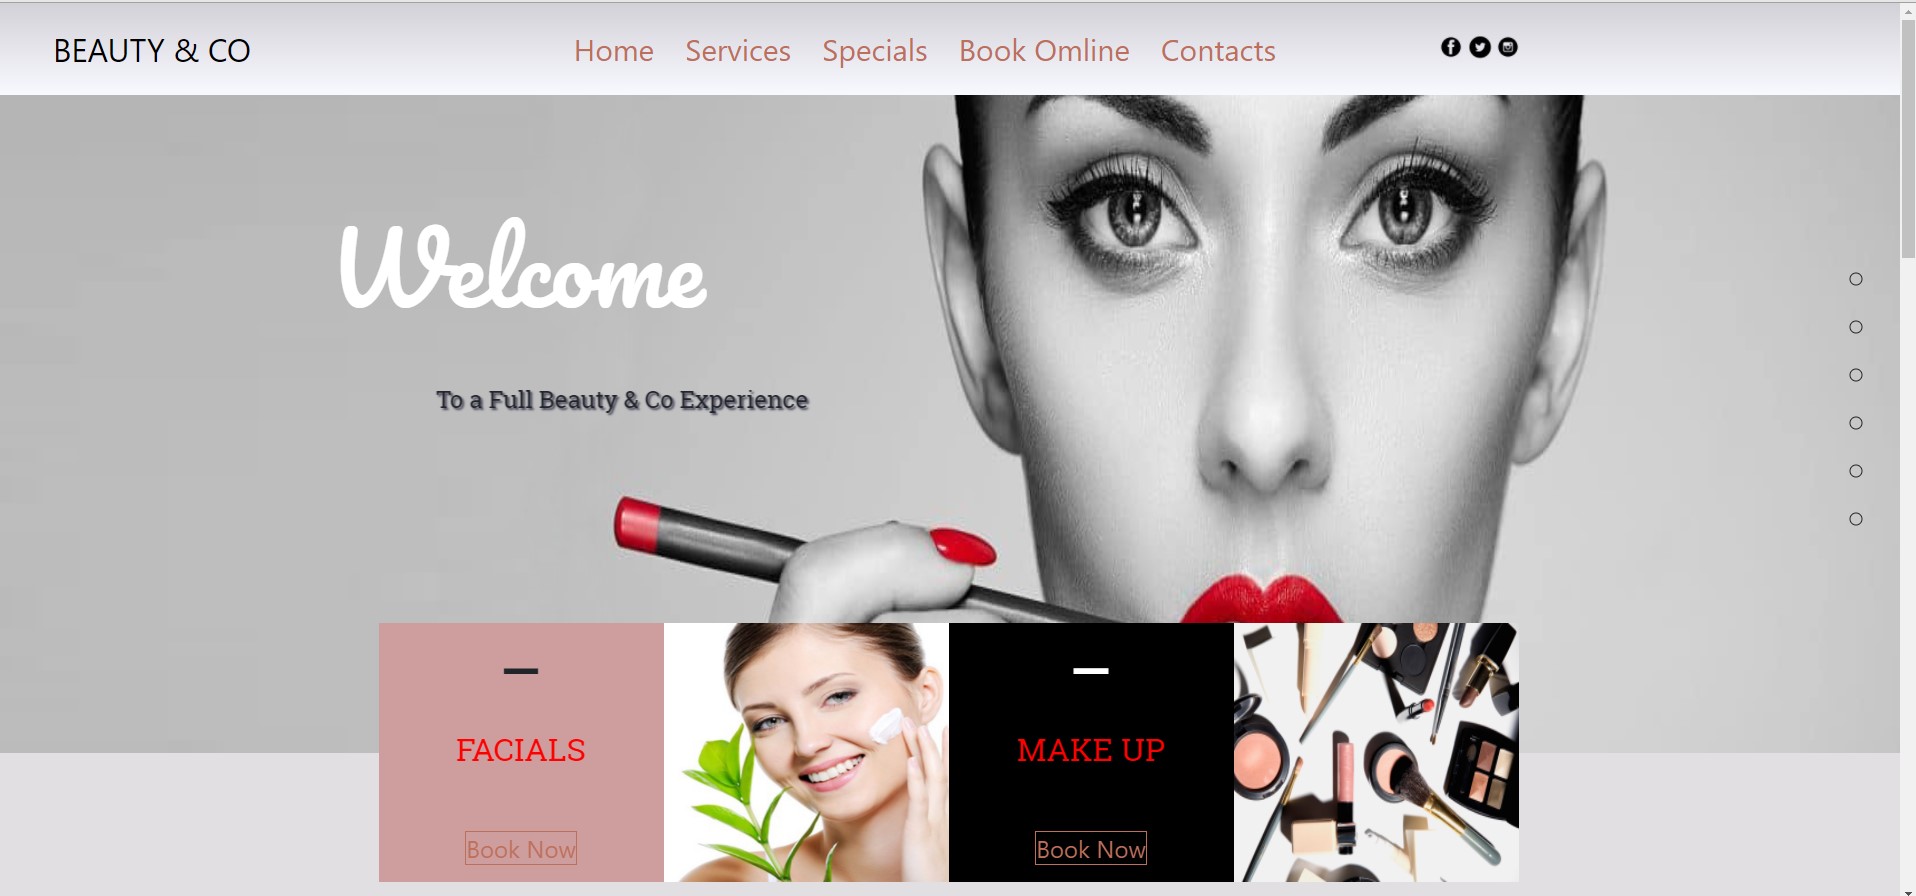 BEAUTY & CO
Home Services Specials Book Omline Contacts
Welcome
To a Full Beauty & Co Experience
FACIALS
Book Now
MAKE UP
Book Now